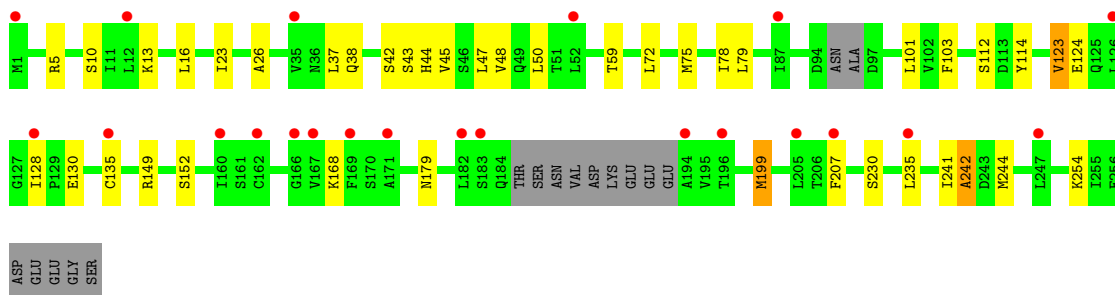 M1 R5 S10 I11 L12 K13 L16 I23 A26 V35 N36 L37 Q38 S42 S43 H44 V45 S46 L47 V48 Q49 L50 T51 L52 T59 L72 M75 I78 L79 I87 D94 ASN ALA D97 L101 V102 F103 S112 D113 Y114 V123 E124 Q125 L126
G127 I128 P129 E130 C135 R149 S152 I160 S161 C162 G166 V167 K168 F169 S170 A171 N179 L182 S183 Q184 THR SER ASN VAL ASP LYS GLU GLU GLU A194 V195 T196 M199 L205 T206 F207 S230 L235 I241 A242 D243 M244 L247 K254 I255
ASP GLU GLU GLY SER